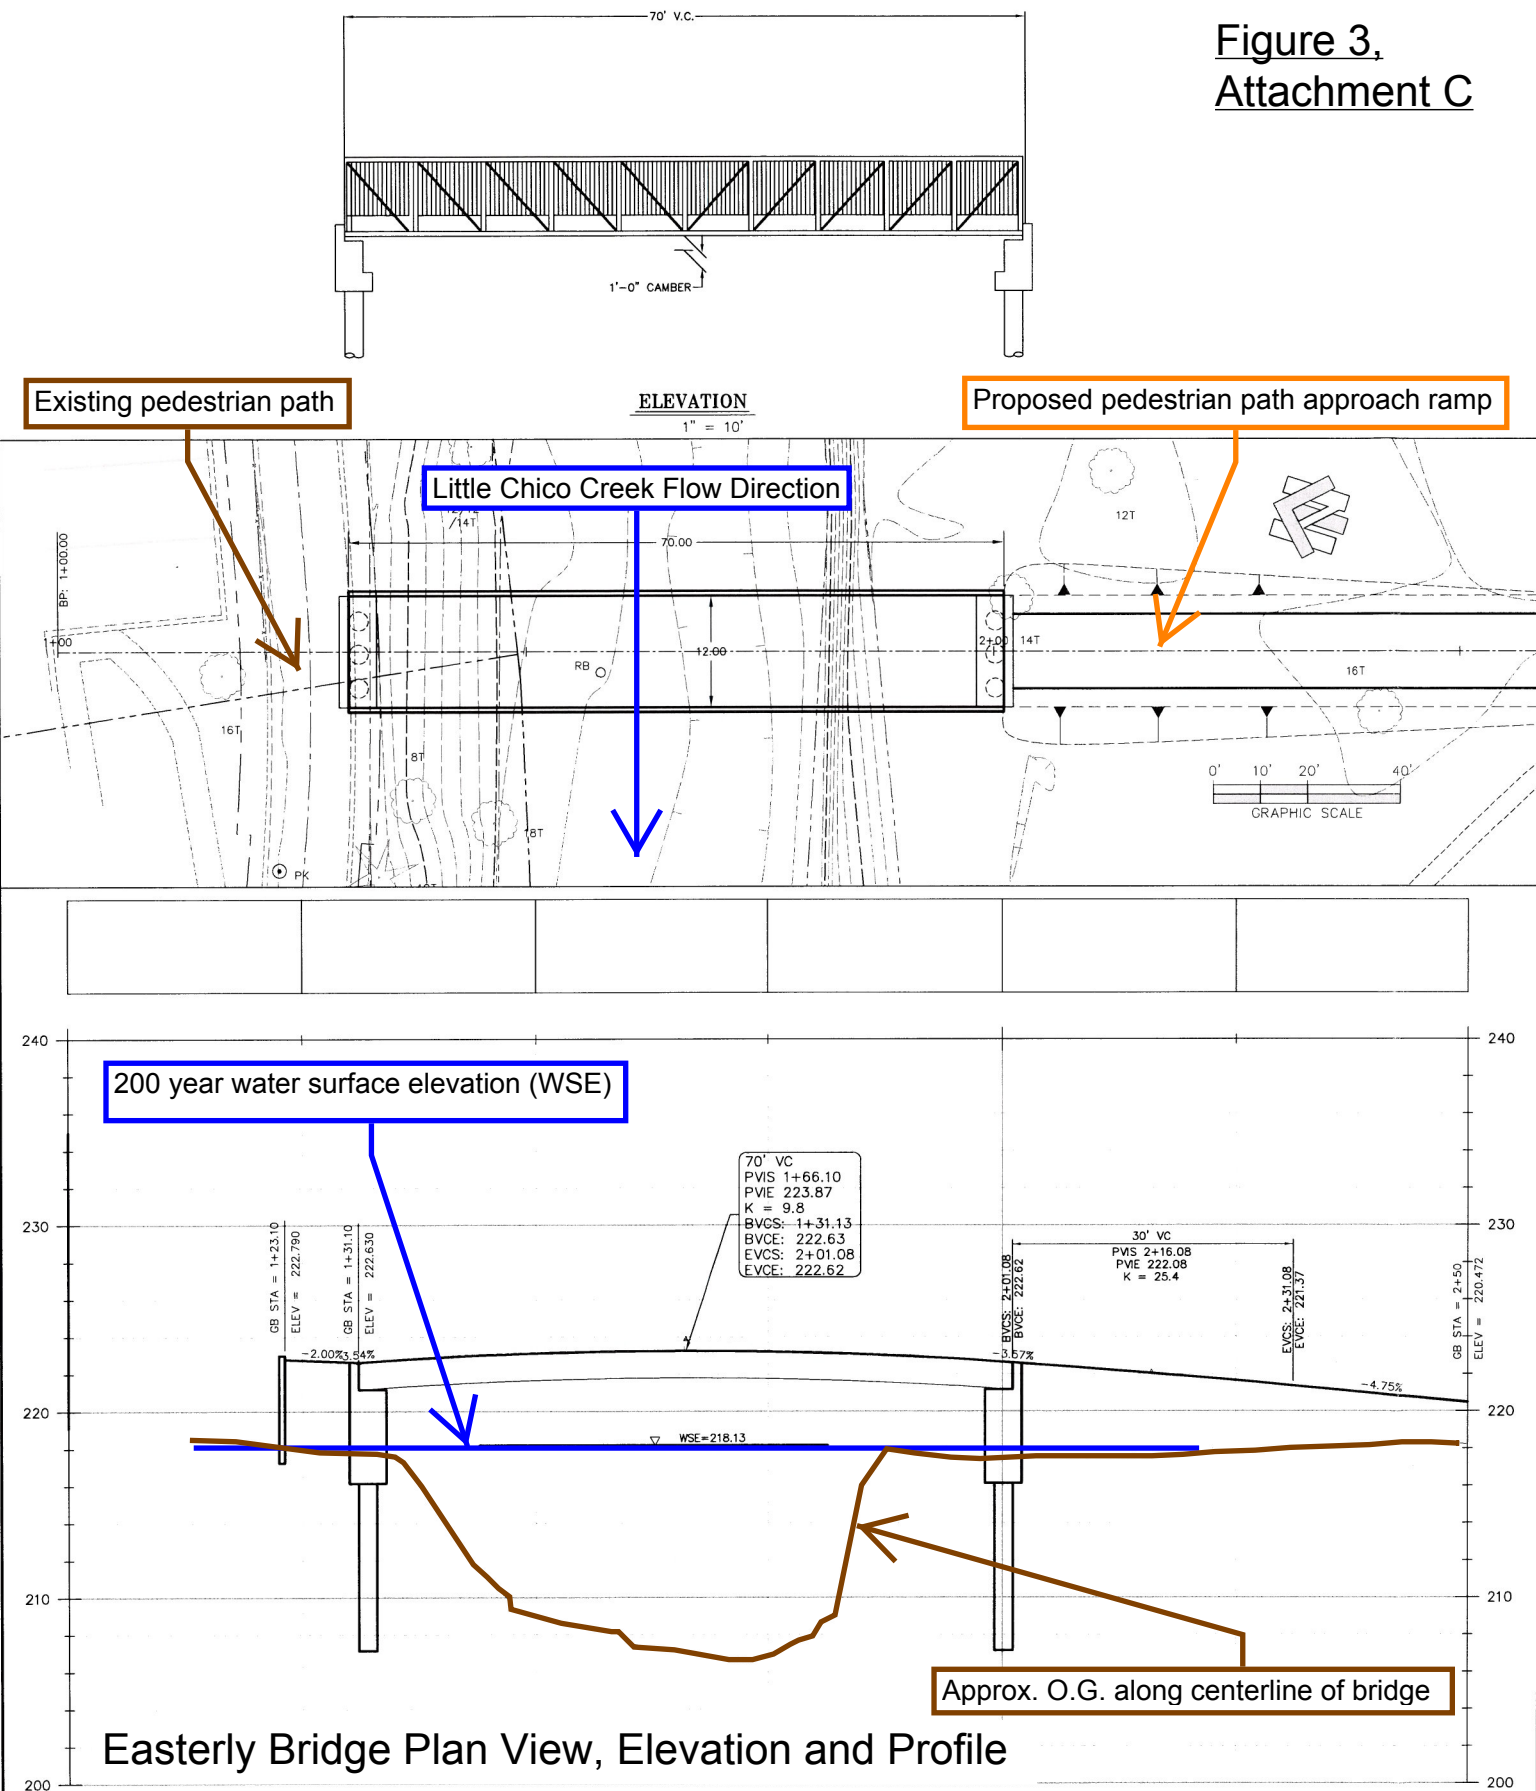 70' V.C.
Figure 3,
Attachment C
1'-0" CAMBER
Existing pedestrian path
ELEVATION
1" = 10'
Proposed pedestrian path approach ramp
Little Chico Creek Flow Direction
/14T
12T
70.00
BP: 1+00.00
1+00
12.00
RB
2+00
14T
16T
16T
8T
18T
PK
0' 10' 20' 40'
GRAPHIC SCALE
240
240
200 year water surface elevation (WSE)
70' VC
PVIS 1+66.10
PVIE 223.87
K = 9.8
BVCS: 1+31.13
BVCE: 222.63
EVCS: 2+01.08
EVCE: 222.62
230
230
GB STA = 1+23.10
ELEV = 222.790
GB STA = 1+31.10
ELEV = 222.630
BVCS: 2+01.08
BVCE: 222.62
30' VC
PVIS 2+16.08
PVIE 222.08
K = 25.4
EVCS: 2+31.08
EVCE: 221.37
GB STA = 2+50
ELEV = 220.472
-2.00%
3.54%
-3.57%
-4.75%
220
220
WSE=218.13
210
210
Approx. O.G. along centerline of bridge
Easterly Bridge Plan View, Elevation and Profile
200
200